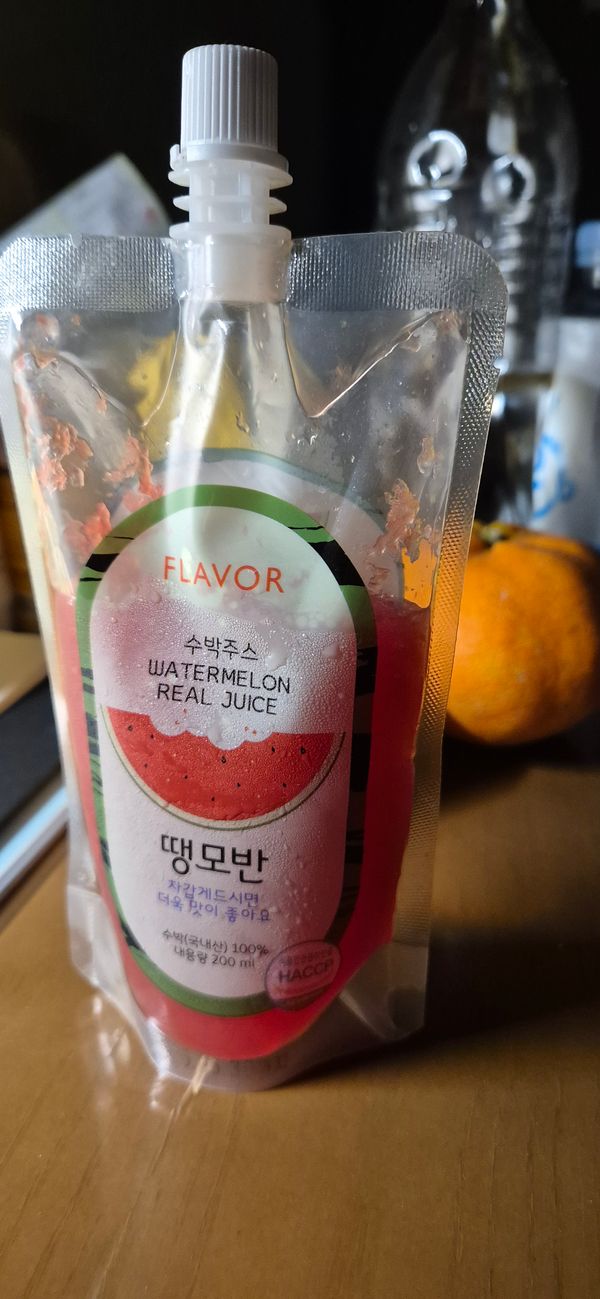 FLAVOR
수박주스
WATERMELON
REAL JUICE
땡모반
차갑게드시면
더욱 맛이 좋아요
수박(국내산) 100%
내용량 200 ml
HACCP